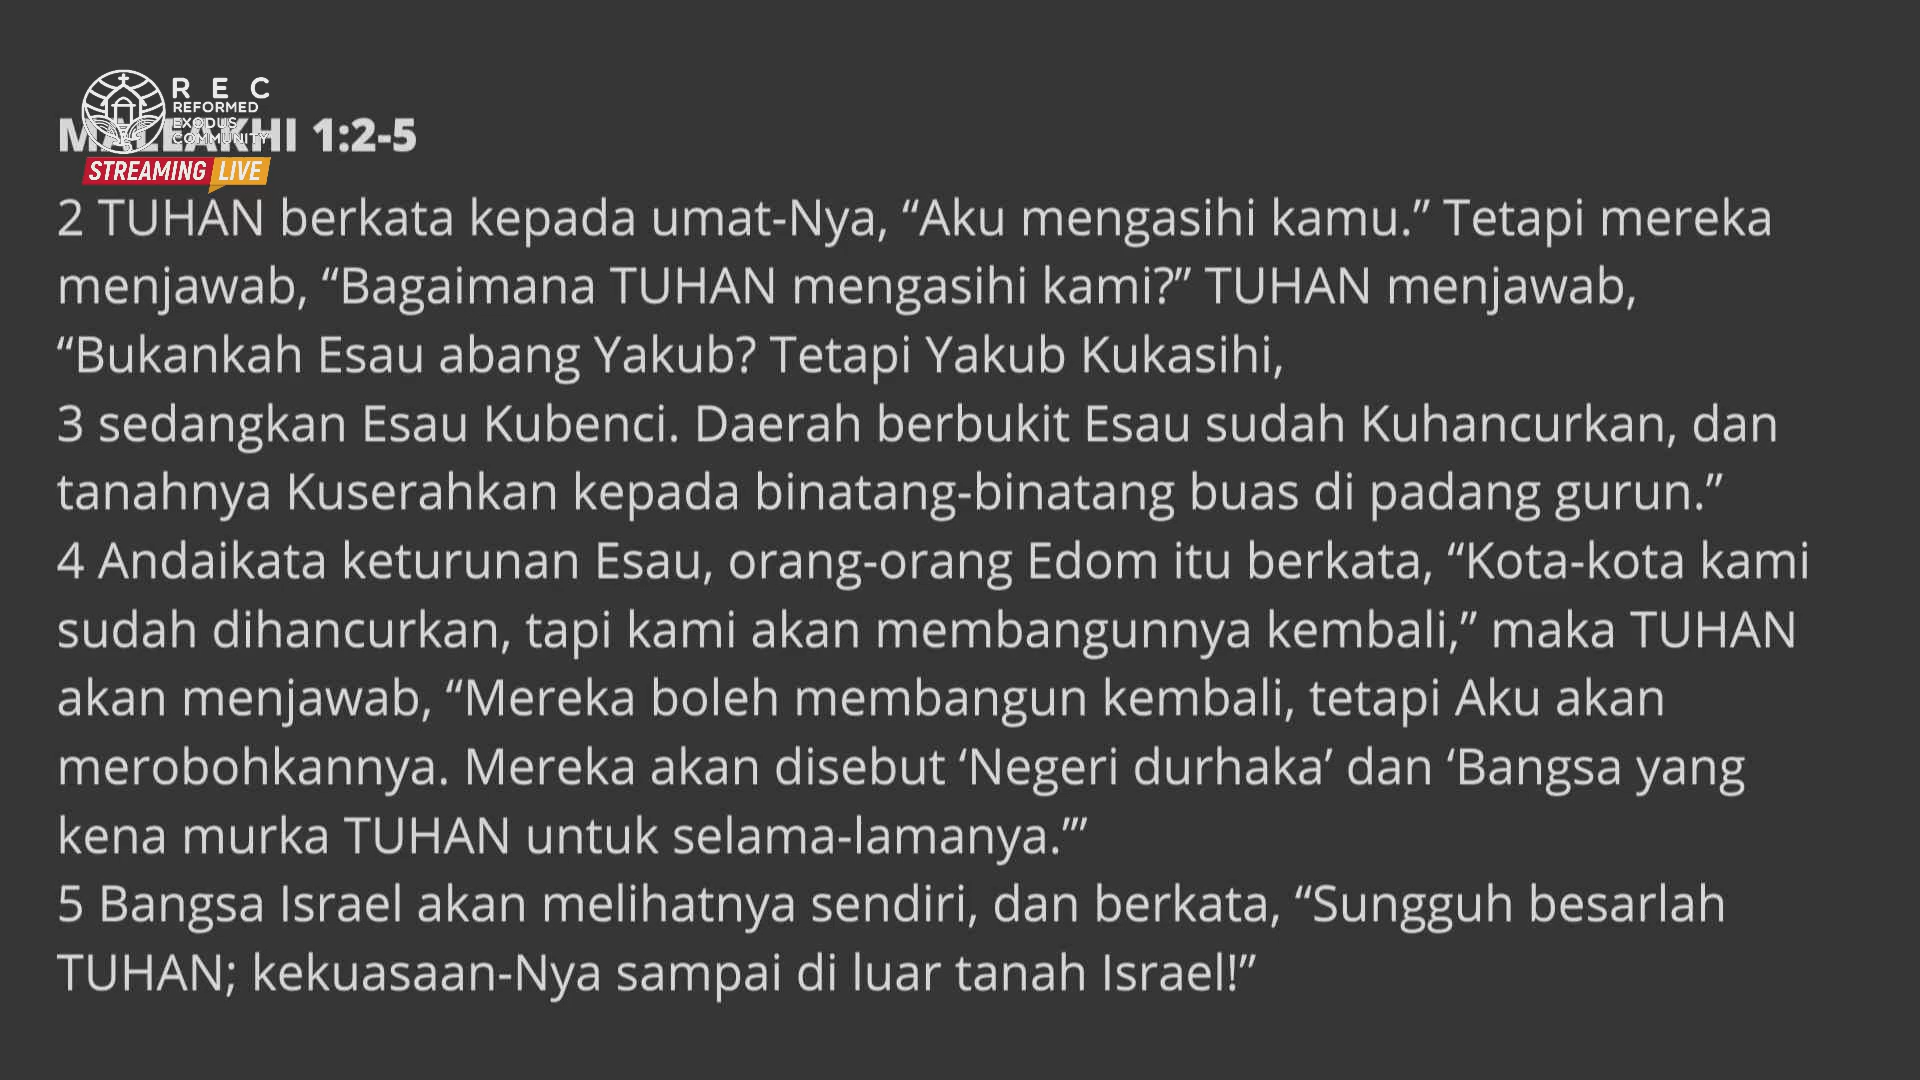 REC
REFORMED
EXODUS
COMMUNITY
MALEAKHI 1:2-5
STREAMING LIVE
2 TUHAN berkata kepada umat-Nya, “Aku mengasihi kamu.” Tetapi mereka
menjawab, “Bagaimana TUHAN mengasihi kami?” TUHAN menjawab,
“Bukankah Esau abang Yakub? Tetapi Yakub Kukasihi,
3 sedangkan Esau Kubenci. Daerah berbukit Esau sudah Kuhancurkan, dan
tanahnya Kuserahkan kepada binatang-binatang buas di padang gurun.”
4 Andaikata keturunan Esau, orang-orang Edom itu berkata, “Kota-kota kami
sudah dihancurkan, tapi kami akan membangunnya kembali,” maka TUHAN
akan menjawab, “Mereka boleh membangun kembali, tetapi Aku akan
merobohkannya. Mereka akan disebut ‘Negeri durhaka’ dan ‘Bangsa yang
kena murka TUHAN untuk selama-lamanya.’”
5 Bangsa Israel akan melihatnya sendiri, dan berkata, “Sungguh besarlah
TUHAN; kekuasaan-Nya sampai di luar tanah Israel!”